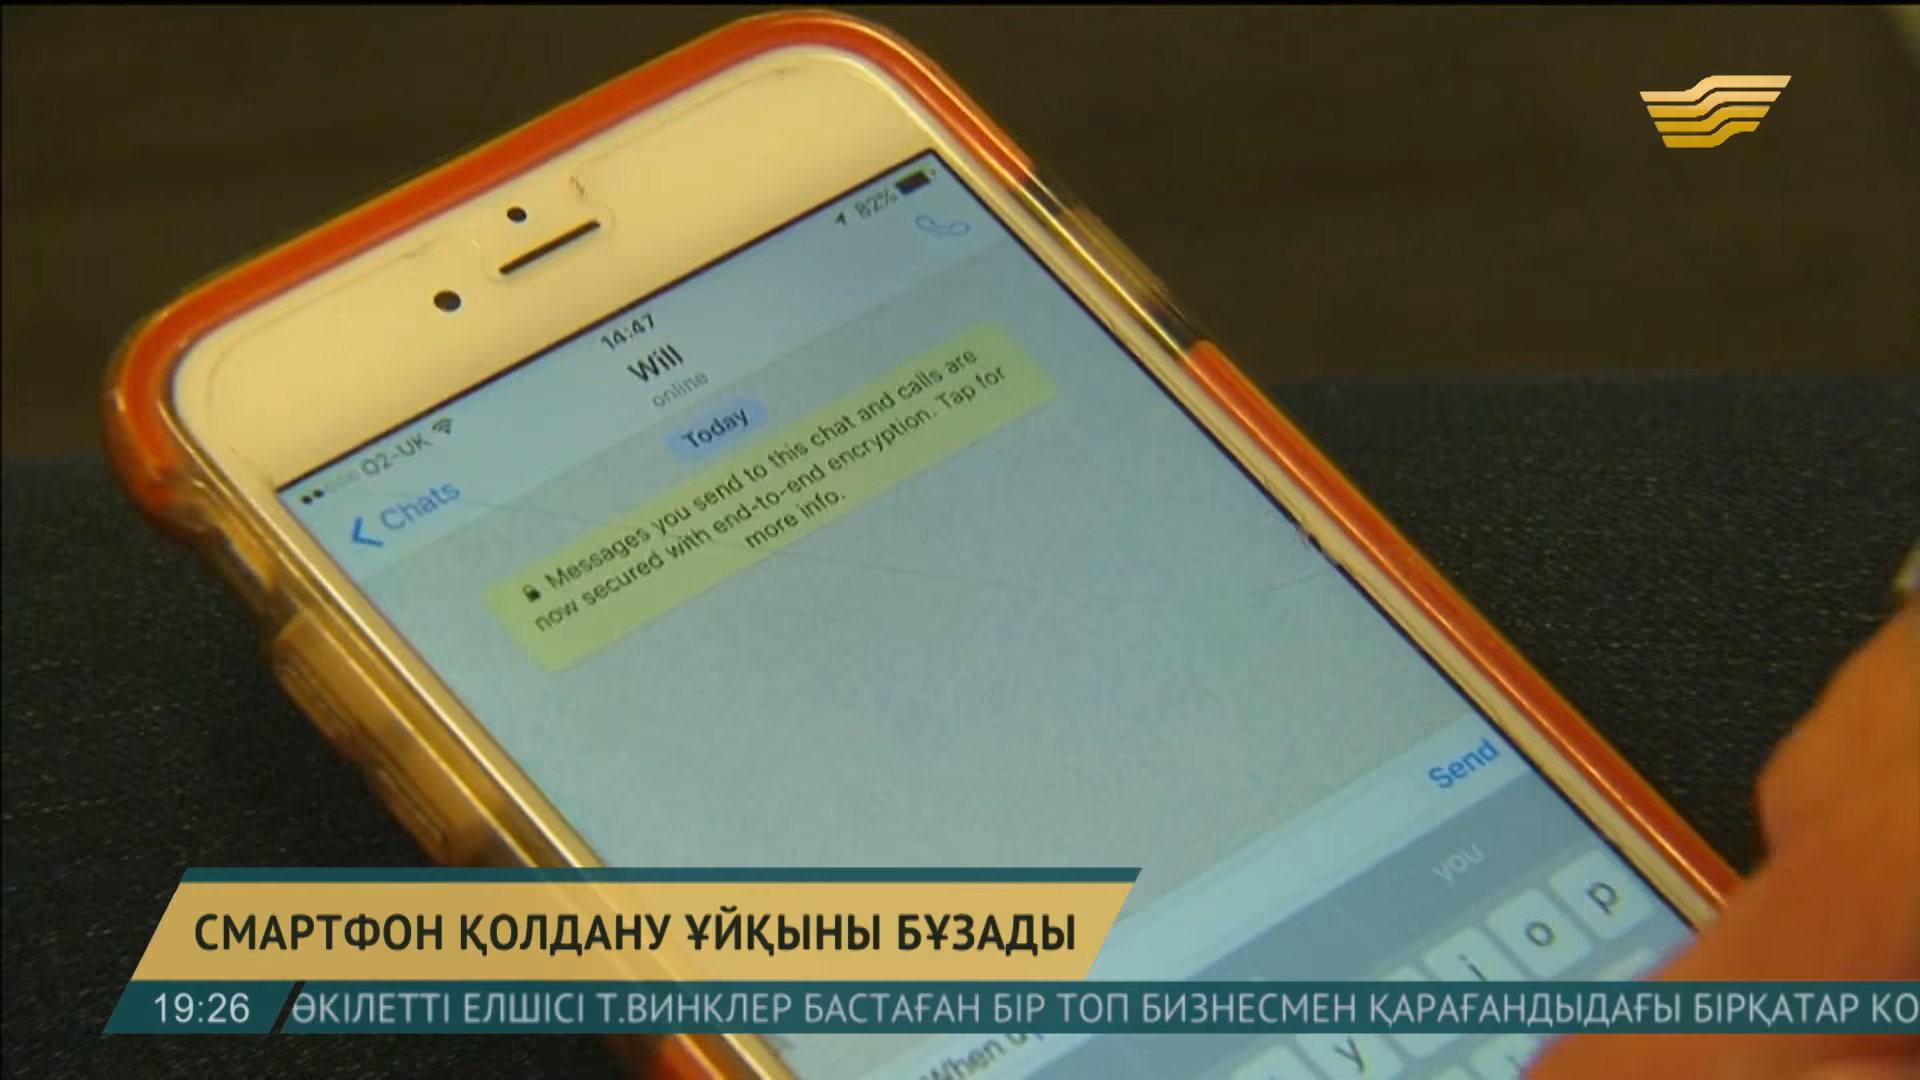 82%
14:47
Will
online
O2-UK
Chats
Today
Messages you send to this chat and calls are
now secured with end-to-end encryption. Tap for
more info.
Send
you
i o p
y
When
СМАРТФОН ҚОЛДАНУ ҰЙҚЫНЫ БҰЗАДЫ
19:26 ӨКІЛЕТТІ ЕЛШІСІ Т.ВИНКЛЕР БАСТАҒАН БІР ТОП БИЗНЕСМЕН ҚАРАҒАНДЫДАҒЫ БІРҚАТАР КО